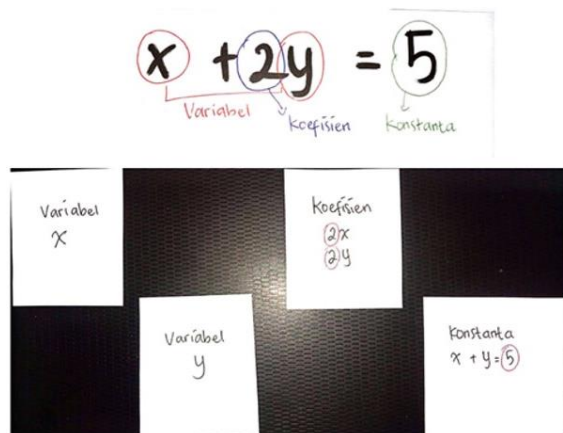 x + 2y = 5
Variabel
Koefisien
Konstanta
Variabel
x
Koefisien
2x
2y
Variabel
y
Konstanta
x + y = 5